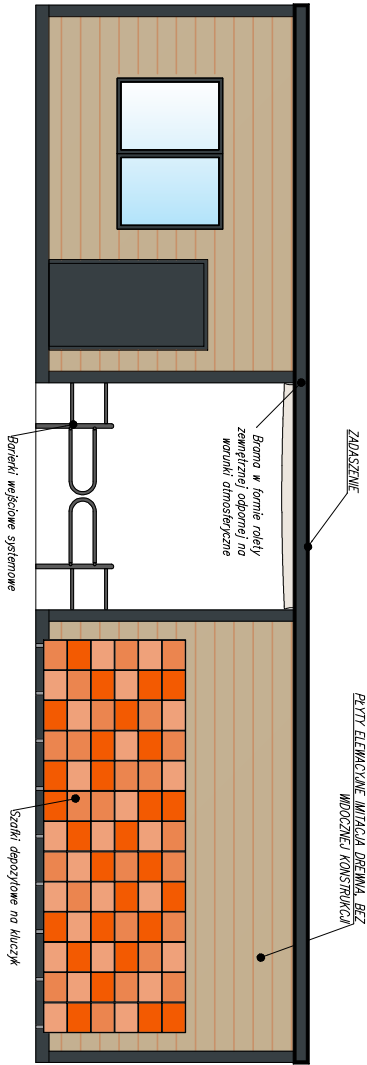 ZADASZENIE
PŁYTY ELEWACYJNE IMITACJA DREWNA, BEZ
WIDOCZNEJ KONSTRUKCJI
Brama w formie rolety
zewnętrznej odpornej na
warunki atmosferyczne
Barierki wejściowe systemowe
Szafki depozytowe na kluczyk